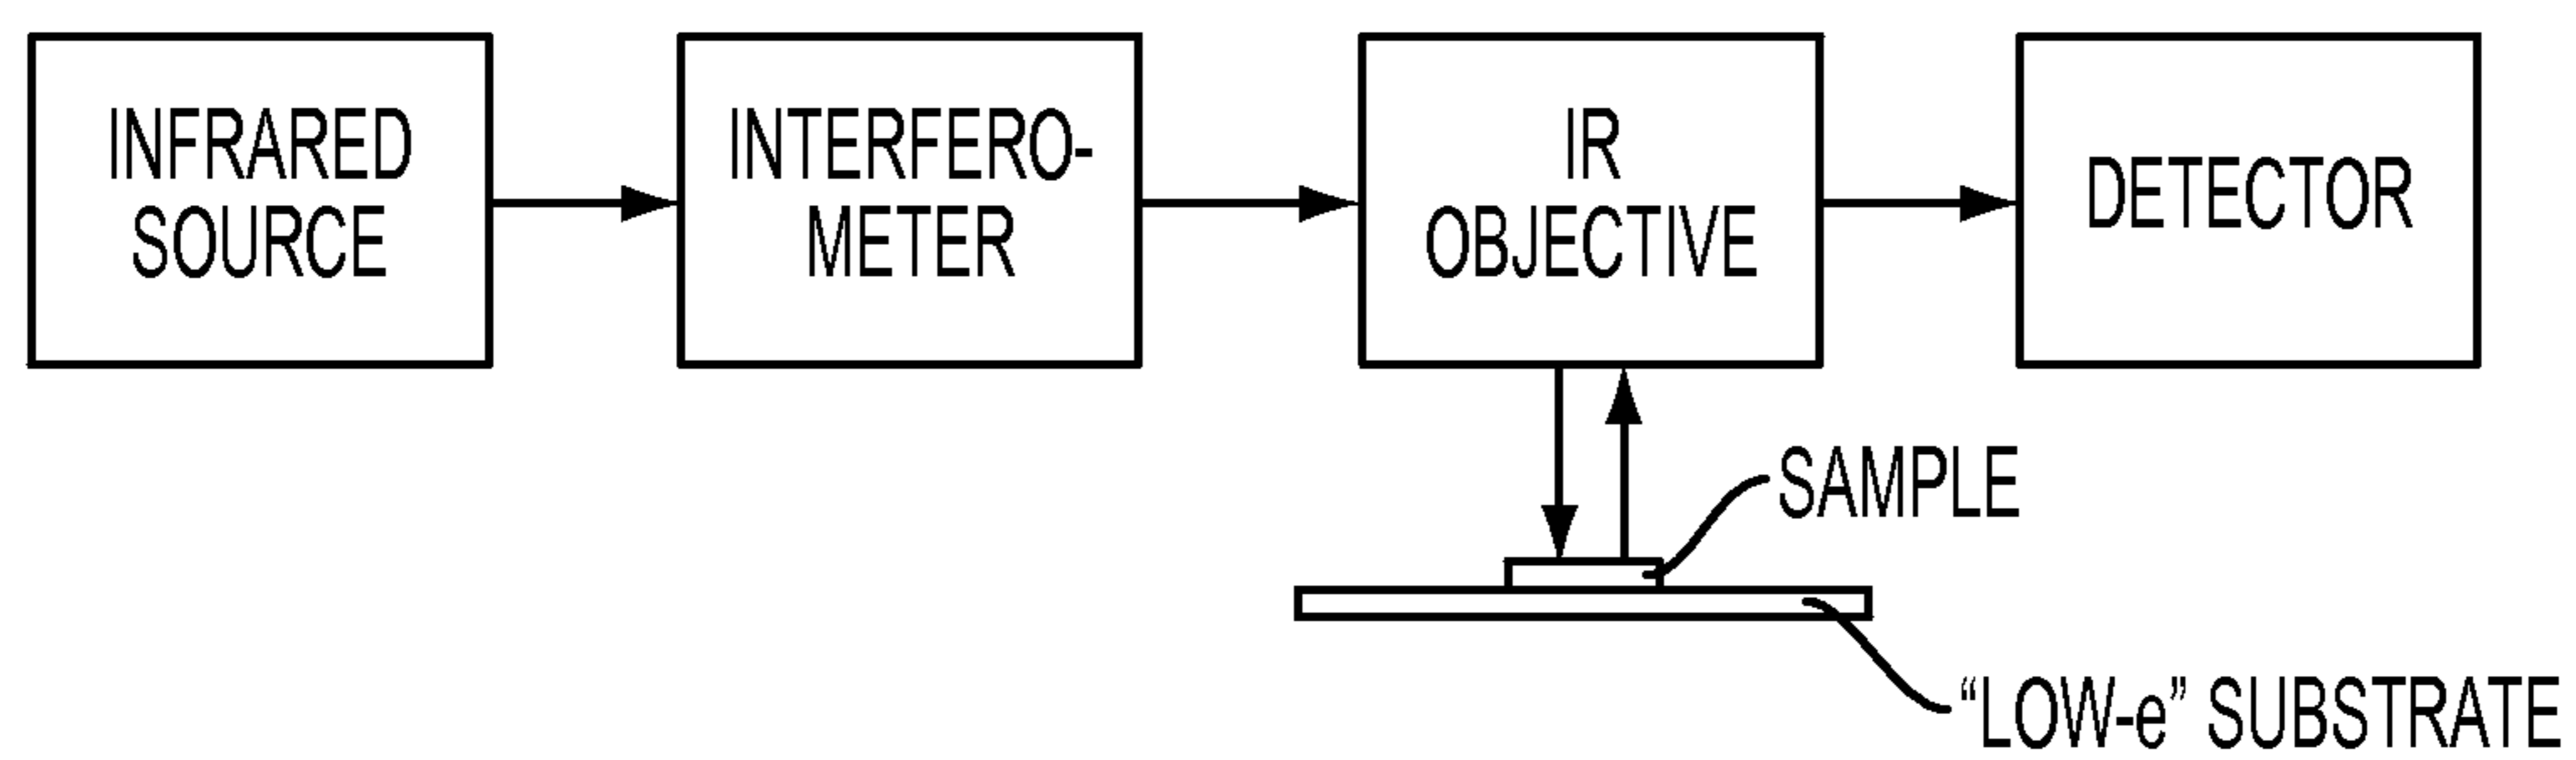 INFRARED
SOURCE
INTERFERO-
METER
IR
OBJECTIVE
DETECTOR
SAMPLE
“LOW-e” SUBSTRATE